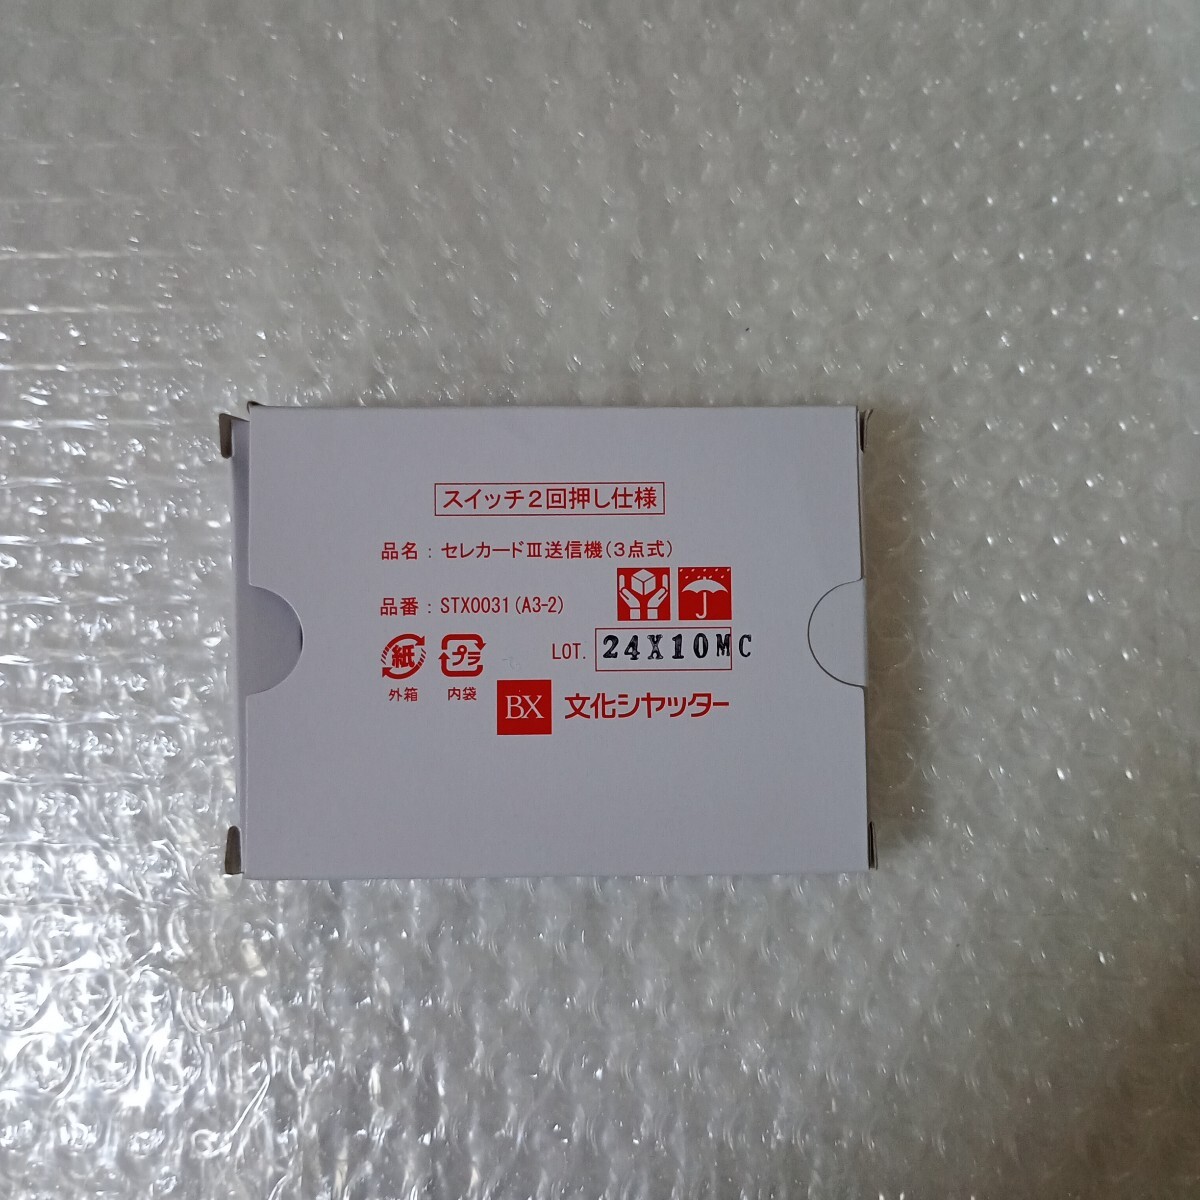 スイッチ2回押し仕様
品名：セレカードⅢ送信機(3点式)
品番：STX0031(A3-2)
紙 プラ LOT. 24X10MC
外箱 内袋
BX 文化シヤッター